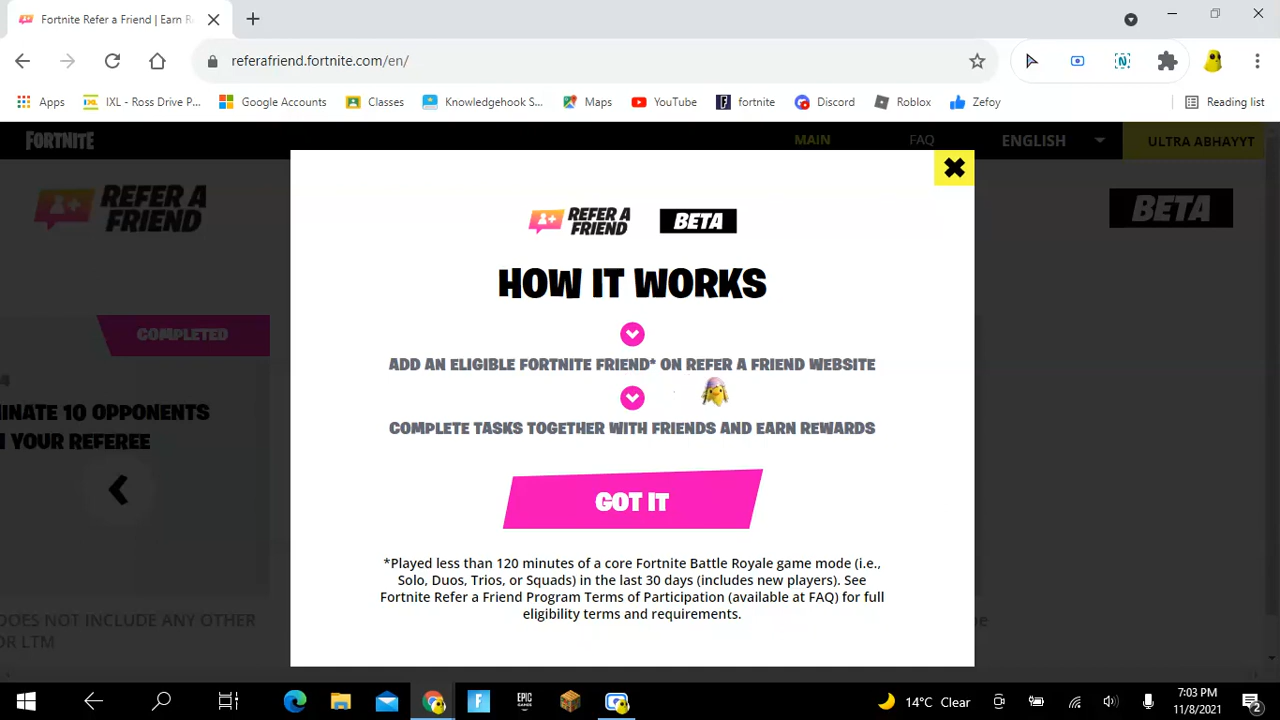 Fortnite Refer a Friend | Earn R
referafriend.fortnite.com/en/
Apps IXL - Ross Drive P... Google Accounts Classes Knowledgehook S... Maps YouTube fortnite Discord Roblox Zefoy Reading list
FORTNITE MAIN FAQ ENGLISH ULTRA ABHAYYT
REFER A
FRIEND
BETA
COMPLETED
4
INATE 10 OPPONENTS
YOUR REFEREE
DOES NOT INCLUDE ANY OTHER
OR LTM
REFER A
FRIEND
BETA
HOW IT WORKS
ADD AN ELIGIBLE FORTNITE FRIEND* ON REFER A FRIEND WEBSITE
COMPLETE TASKS TOGETHER WITH FRIENDS AND EARN REWARDS
GOT IT
*Played less than 120 minutes of a core Fortnite Battle Royale game mode (i.e.,
Solo, Duos, Trios, or Squads) in the last 30 days (includes new players). See
Fortnite Refer a Friend Program Terms of Participation (available at FAQ) for full
eligibility terms and requirements.
EPIC
GAMES
14°C Clear
7:03 PM
11/8/2021
2